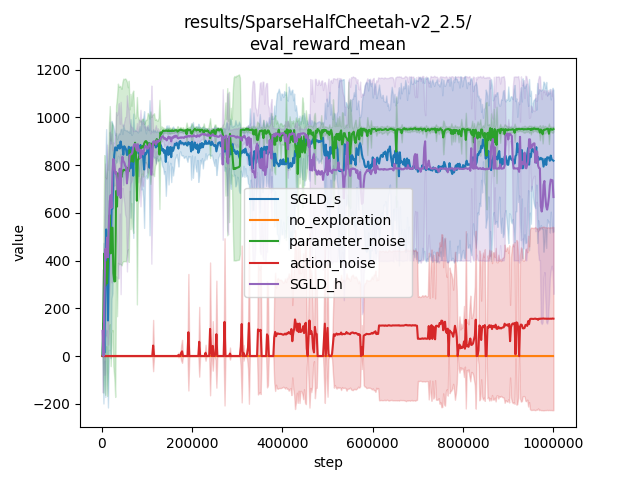 results/SparseHalfCheetah-v2_2.5/
eval_reward_mean
1200
1000
800
600
400
200
0
−200
value
SGLD_s
no_exploration
parameter_noise
action_noise
SGLD_h
0
200000
400000
600000
800000
1000000
step